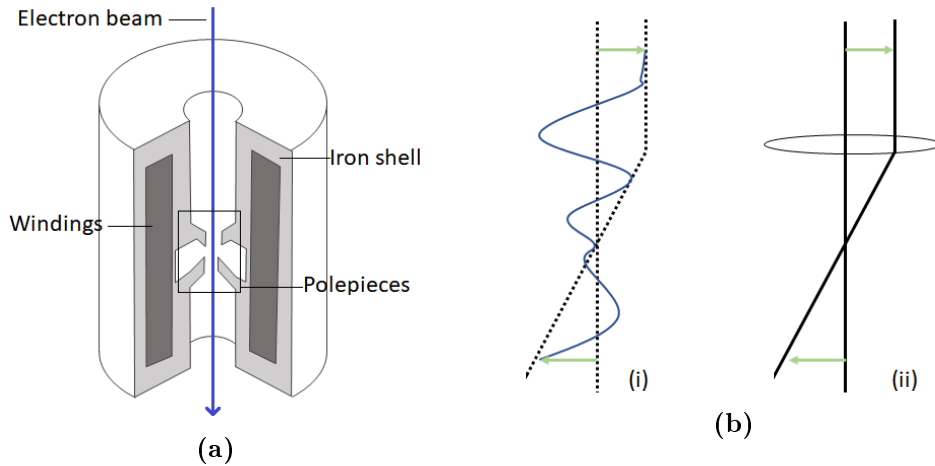 Electron beam
Iron shell
Windings
Polepieces
(i)
(ii)
(a)
(b)